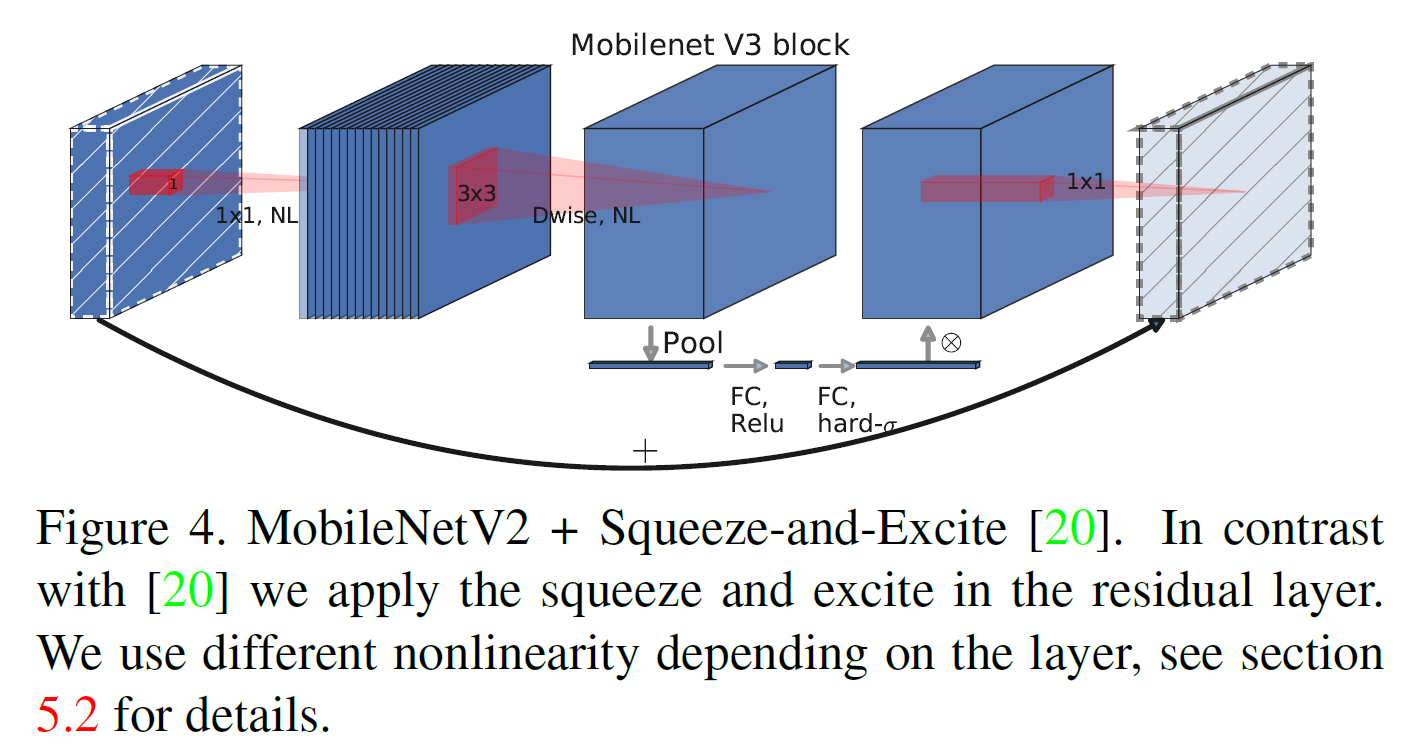 Mobilenet V3 block
1
1x1, NL
3x3
Dwise, NL
1x1
Pool
⊗
FC,
Relu
FC,
hard-σ
+
Figure 4. MobileNetV2 + Squeeze-and-Excite [20]. In contrast
with [20] we apply the squeeze and excite in the residual layer.
We use different nonlinearity depending on the layer, see section
5.2 for details.